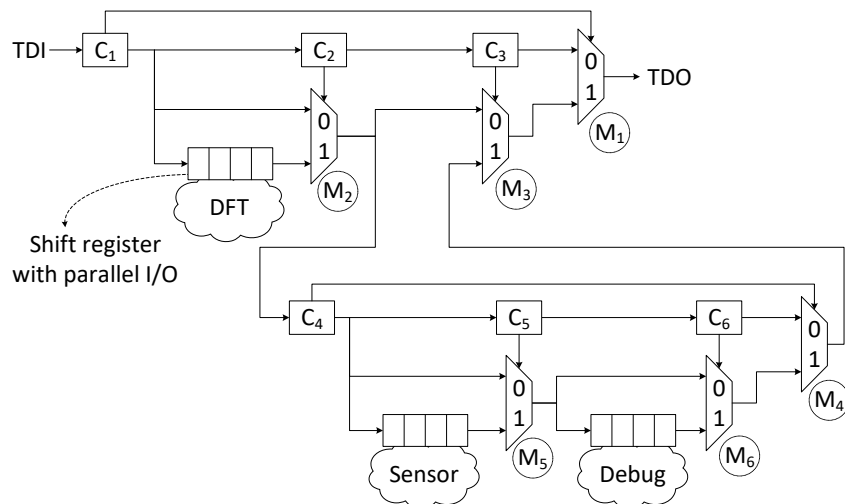 TDI
C1
C2
C3
0
1
M1
TDO
0
1
M2
0
1
M3
DFT
Shift register
with parallel I/O
C4
C5
C6
0
1
M4
0
1
M5
0
1
M6
Sensor
Debug